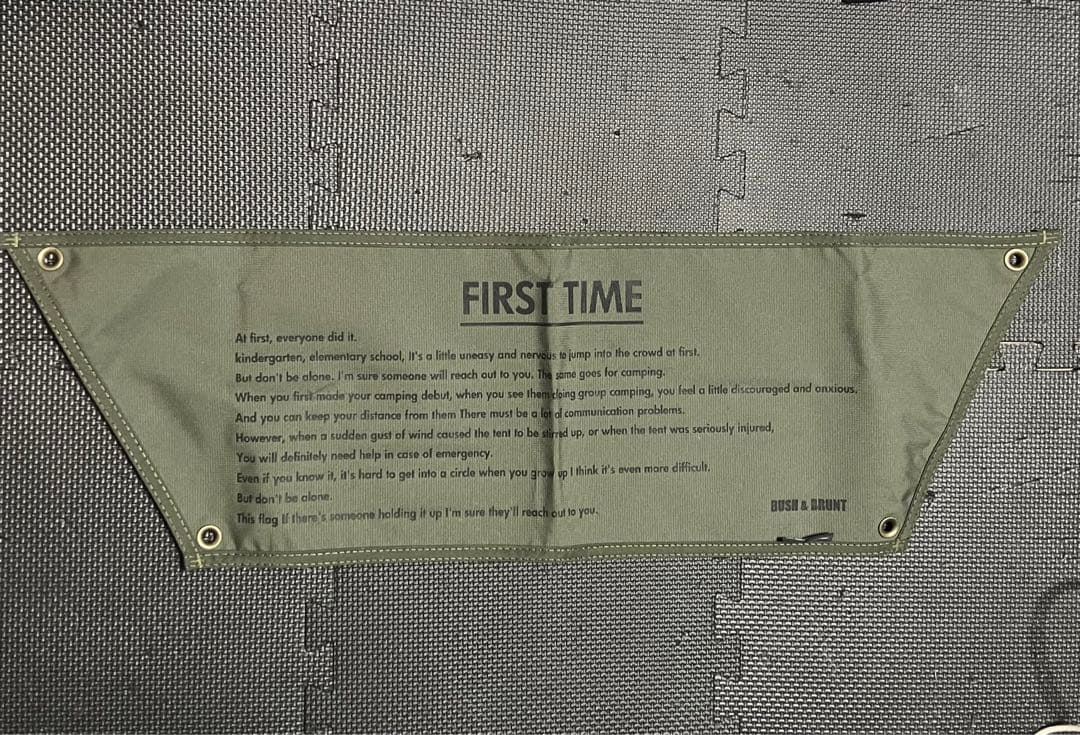 FIRST TIME
At first, everyone did it.
kindergarten, elementary school, It's a little uneasy and nervous to jump into the crowd at first.
But don't be alone. I'm sure someone will reach out to you. The same goes for camping.
When you first made your camping debut, when you see them doing group camping, you feel a little discouraged and anxious.
And you can keep your distance from them There must be a lot of communication problems.
However, when a sudden gust of wind caused the tent to be stirred up, or when the tent was seriously injured,
You will definitely need help in case of emergency.
Even if you know it, it's hard to get into a circle when you grow up I think it's even more difficult.
But don't be alone.
This flag If there's someone holding it up I'm sure they'll reach out to you.
BUSH & BRUNT